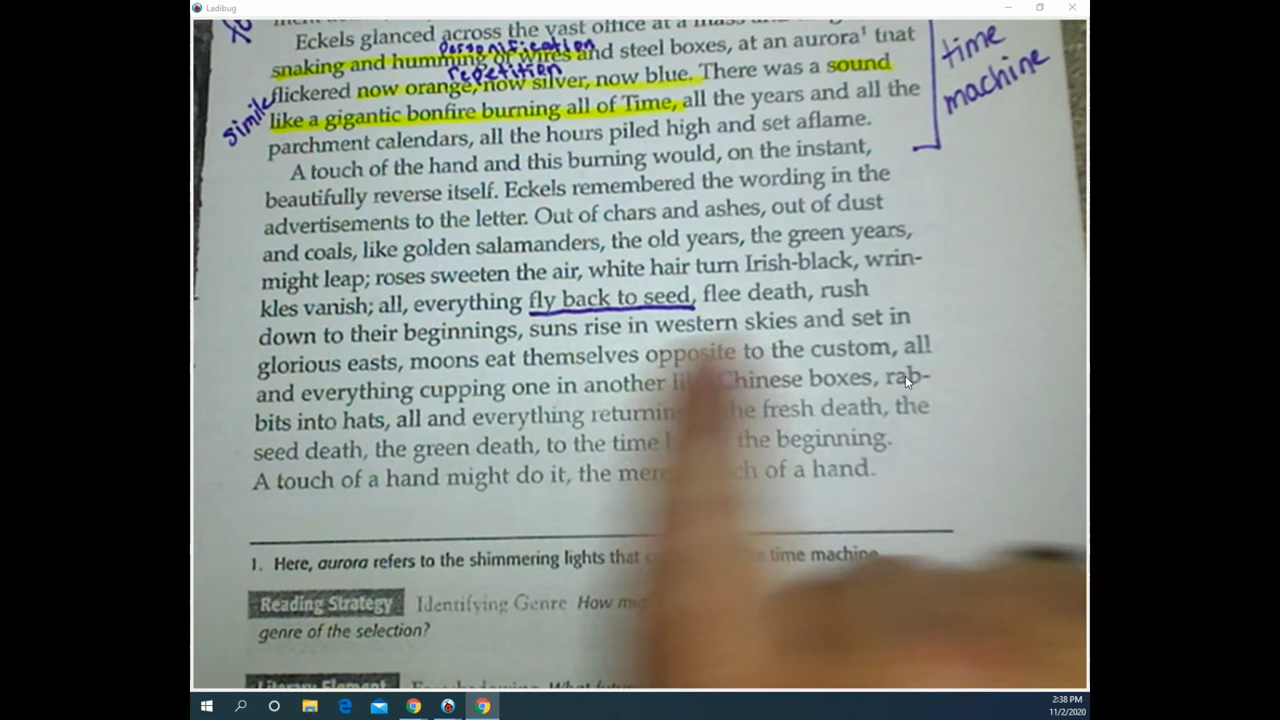 Ladibug
Eckels glanced across the vast office at a mass and
personification
snaking and humming of wires and steel boxes, at an aurora¹ that
repetition
flickered now orange, now silver, now blue. There was a sound
simile
like a gigantic bonfire burning all of Time, all the years and all the
parchment calendars, all the hours piled high and set aflame.
time
machine
A touch of the hand and this burning would, on the instant,
beautifully reverse itself. Eckels remembered the wording in the
advertisements to the letter. Out of chars and ashes, out of dust
and coals, like golden salamanders, the old years, the green years,
might leap; roses sweeten the air, white hair turn Irish-black, wrin-
kles vanish; all, everything fly back to seed, flee death, rush
down to their beginnings, suns rise in western skies and set in
glorious easts, moons eat themselves opposite to the custom, all
and everything cupping one in another Chinese boxes, rab-
bits into hats, all and everything returning the fresh death, the
seed death, the green death, to the time the beginning.
A touch of a hand might do it, the of a hand.
1. Here, aurora refers to the shimmering lights that time machine.
Reading Strategy Identifying Genre How
genre of the selection?
Literary Element
2:38 PM
11/2/2020